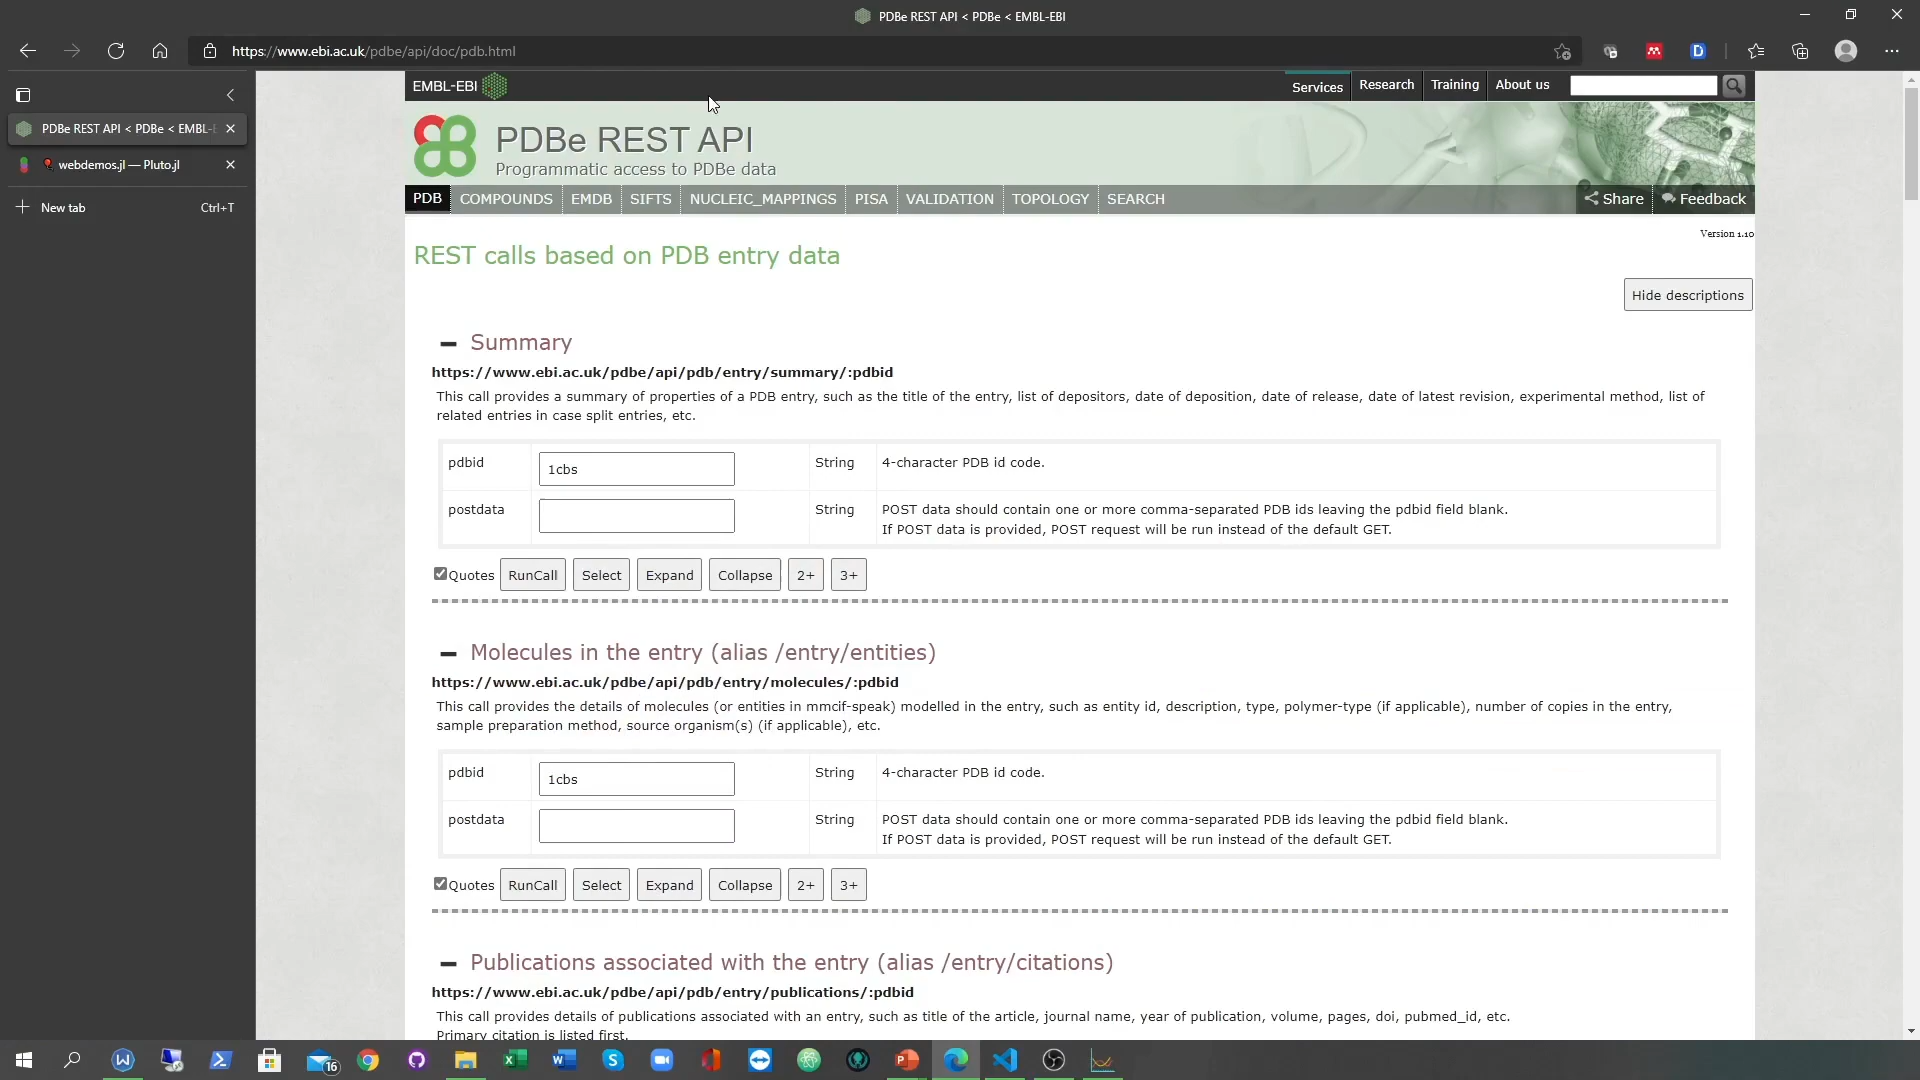 PDBe REST API < PDBe < EMBL-EBI
https://www.ebi.ac.uk/pdbe/api/doc/pdb.html
PDBe REST API < PDBe < EMBL-E
webdemos.jl — Pluto.jl
New tab Ctrl+T
EMBL-EBI
Services Research Training About us
PDBe REST API
Programmatic access to PDBe data
PDB COMPOUNDS EMDB SIFTS NUCLEIC_MAPPINGS PISA VALIDATION TOPOLOGY SEARCH Share Feedback
Version 1.10
REST calls based on PDB entry data
Hide descriptions
Summary
https://www.ebi.ac.uk/pdbe/api/pdb/entry/summary/:pdbid
This call provides a summary of properties of a PDB entry, such as the title of the entry, list of depositors, date of deposition, date of release, date of latest revision, experimental method, list of
related entries in case split entries, etc.
pdbid 1cbs String 4-character PDB id code.
postdata String POST data should contain one or more comma-separated PDB ids leaving the pdbid field blank.
If POST data is provided, POST request will be run instead of the default GET.
Quotes RunCall Select Expand Collapse 2+ 3+
Molecules in the entry (alias /entry/entities)
https://www.ebi.ac.uk/pdbe/api/pdb/entry/molecules/:pdbid
This call provides the details of molecules (or entities in mmcif-speak) modelled in the entry, such as entity id, description, type, polymer-type (if applicable), number of copies in the entry,
sample preparation method, source organism(s) (if applicable), etc.
pdbid 1cbs String 4-character PDB id code.
postdata String POST data should contain one or more comma-separated PDB ids leaving the pdbid field blank.
If POST data is provided, POST request will be run instead of the default GET.
Quotes RunCall Select Expand Collapse 2+ 3+
Publications associated with the entry (alias /entry/citations)
https://www.ebi.ac.uk/pdbe/api/pdb/entry/publications/:pdbid
This call provides details of publications associated with an entry, such as title of the article, journal name, year of publication, volume, pages, doi, pubmed_id, etc.
Primary citation is listed first.
16